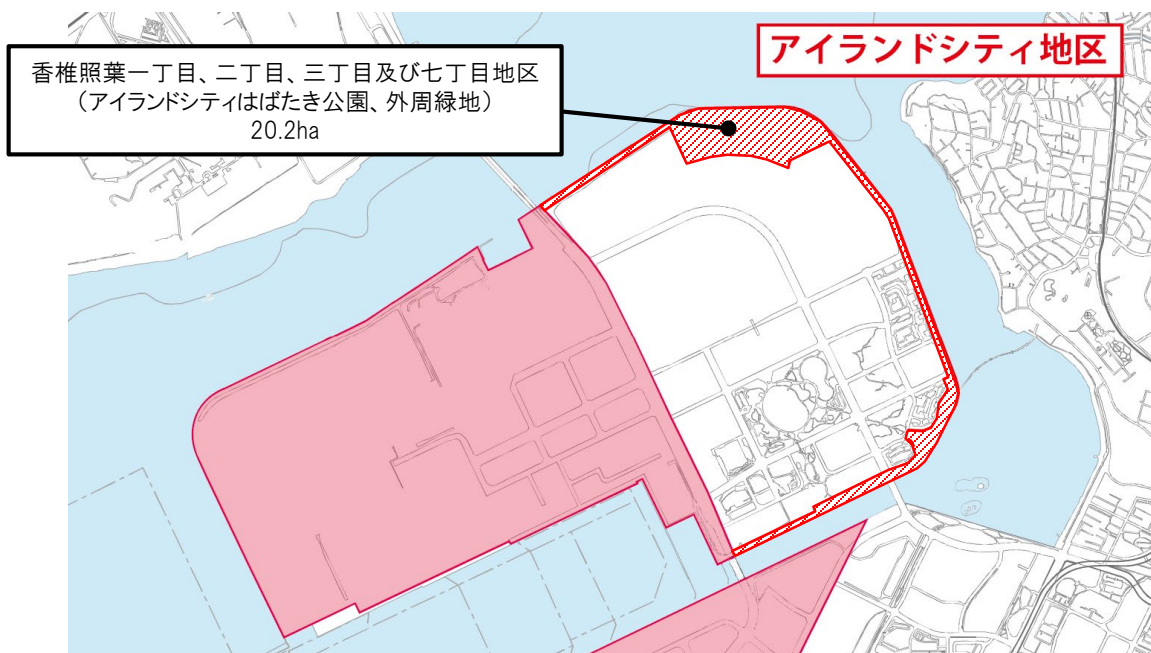 アイランドシティ地区
香椎照葉一丁目、二丁目、三丁目及び七丁目地区
（アイランドシティはばたき公園、外周緑地）
20.2ha